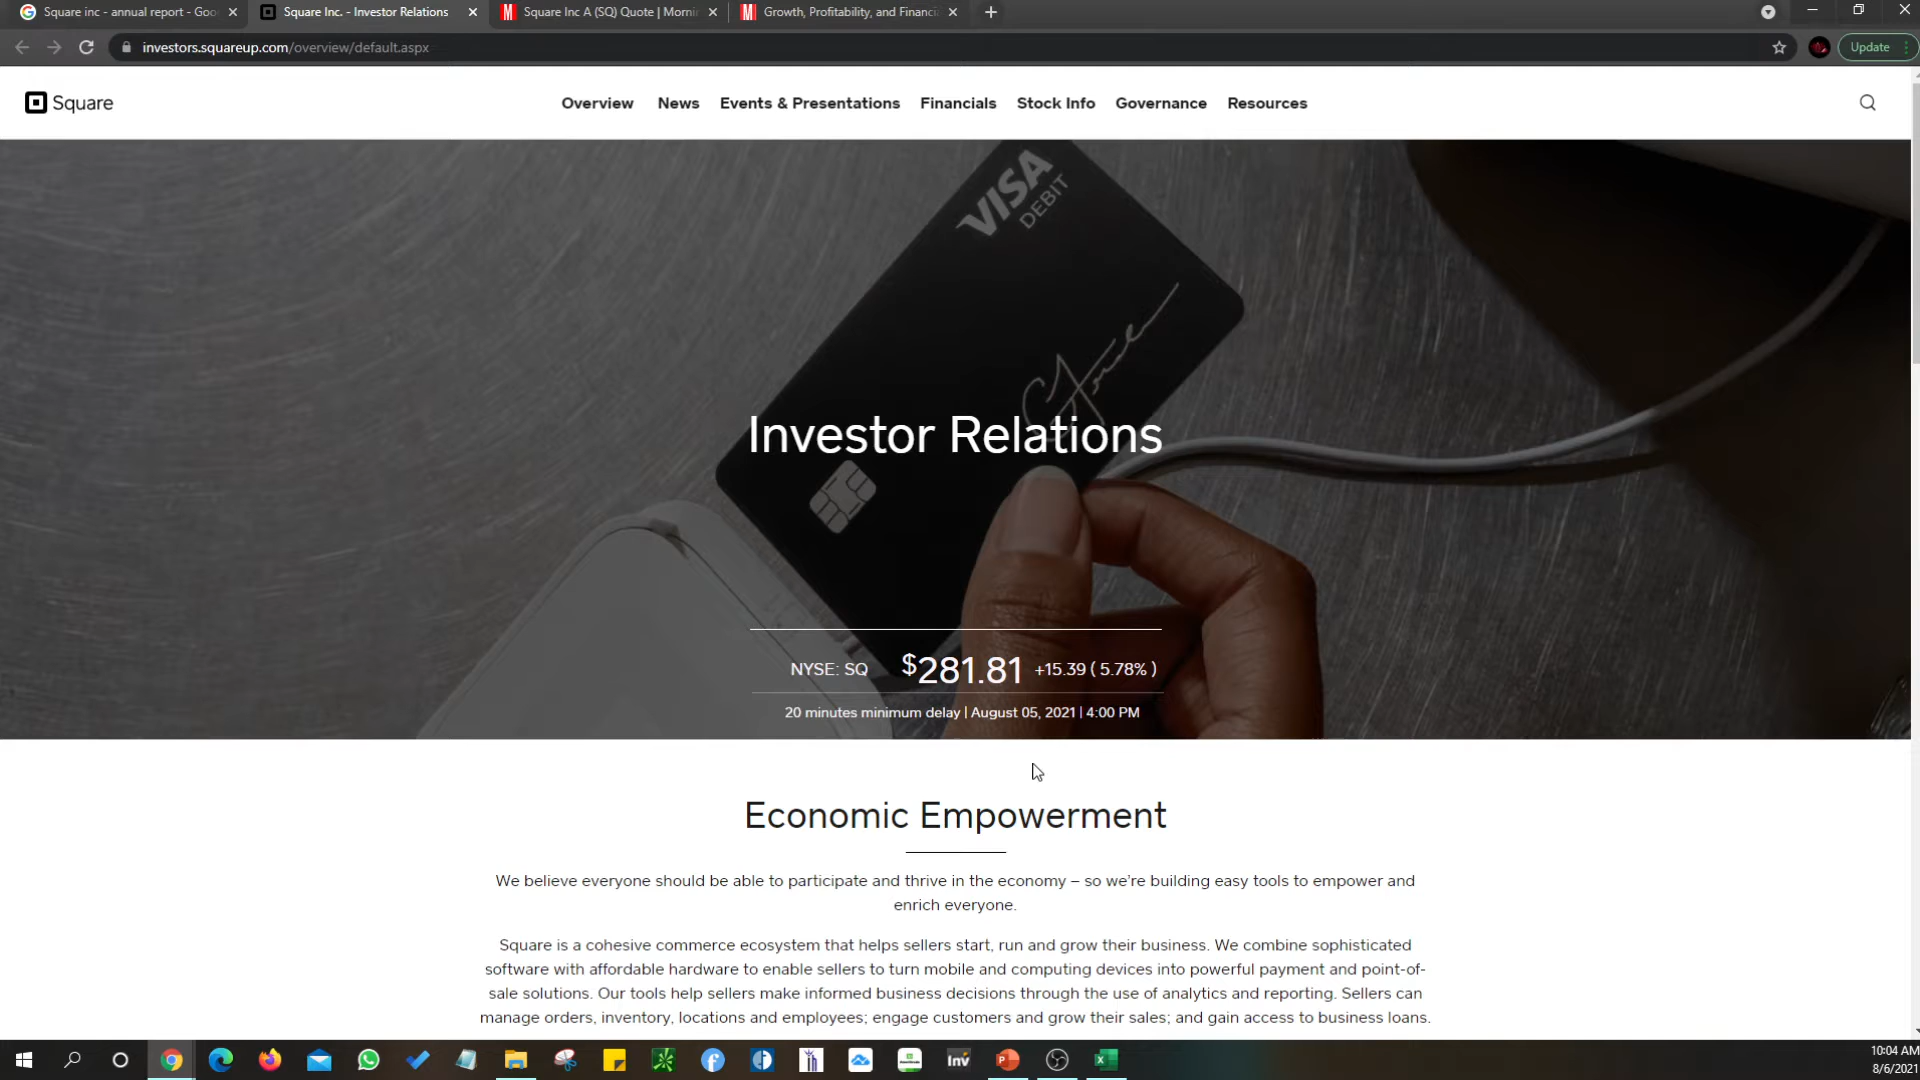 Square inc - annual report - Goo
Square Inc. - Investor Relations
Square Inc A (SQ) Quote | Morni
Growth, Profitability, and Financi
investors.squareup.com/overview/default.aspx
Update
Square
Overview
News
Events & Presentations
Financials
Stock Info
Governance
Resources
VISA
DEBIT
Investor Relations
NYSE: SQ
$281.81
+15.39 ( 5.78% )
20 minutes minimum delay | August 05, 2021 | 4:00 PM
Economic Empowerment
We believe everyone should be able to participate and thrive in the economy – so we’re building easy tools to empower and
enrich everyone.
Square is a cohesive commerce ecosystem that helps sellers start, run and grow their business. We combine sophisticated
software with affordable hardware to enable sellers to turn mobile and computing devices into powerful payment and point-of-
sale solutions. Our tools help sellers make informed business decisions through the use of analytics and reporting. Sellers can
manage orders, inventory, locations and employees; engage customers and grow their sales; and gain access to business loans.
Inv
10:04 AM
8/6/2021